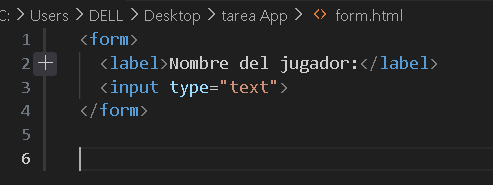 C: > Users > DELL > Desktop > tarea App > <> form.html
1 <form>
2 <label>Nombre del jugador:</label>
3 <input type="text">
4 </form>
5
6